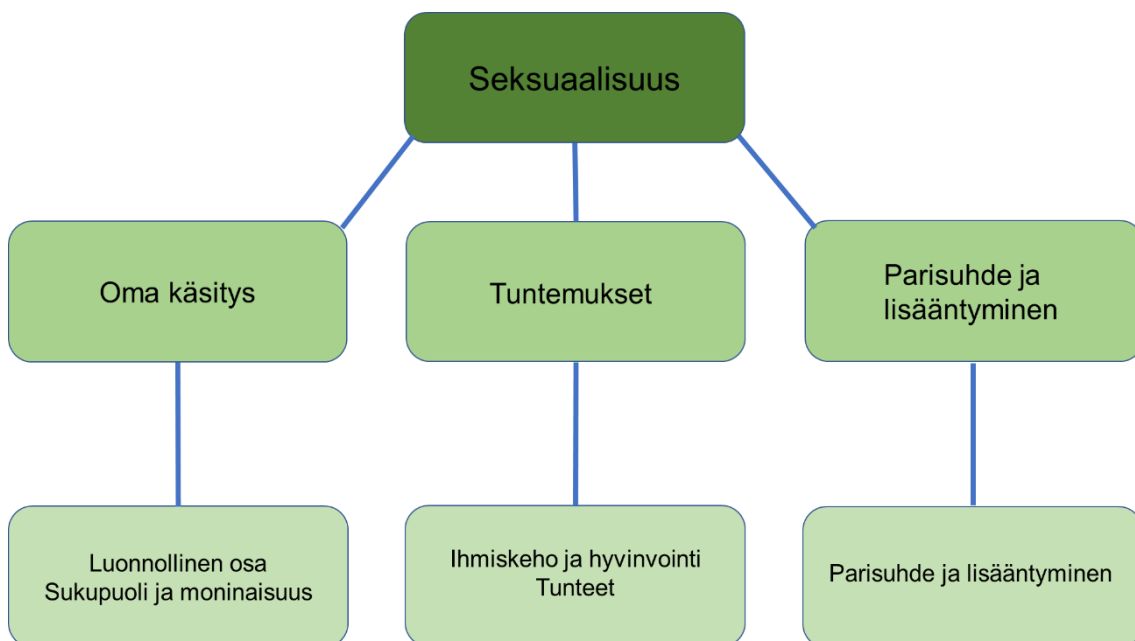 Seksuaalisuus
Oma käsitys
Tuntemukset
Parisuhde ja
lisääntyminen
Luonnollinen osa
Sukupuoli ja moninaisuus
Ihmiskeho ja hyvinvointi
Tunteet
Parisuhde ja lisääntyminen